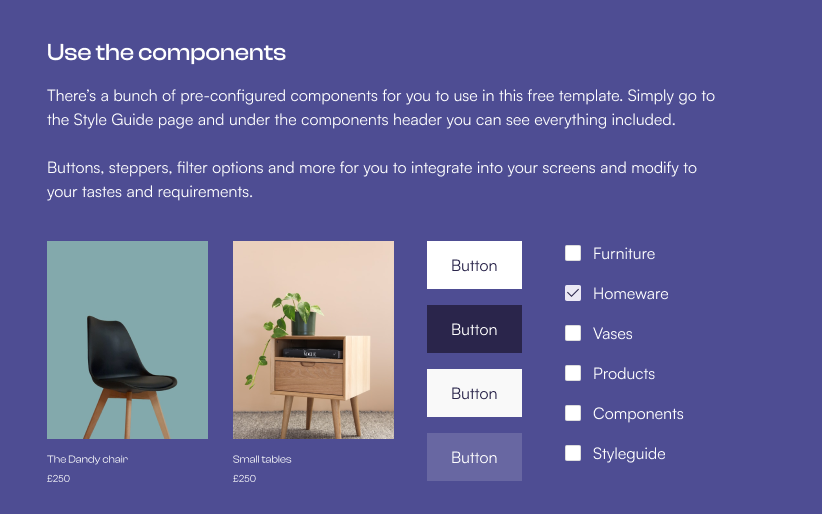 Use the components
There's a bunch of pre-configured components for you to use in this free template. Simply go to
the Style Guide page and under the components header you can see everything included.
Buttons, steppers, filter options and more for you to integrate into your screens and modify to
your tastes and requirements.
The Dandy chair
£250
VOGUE
Small tables
£250
Button
Button
Button
Button
Furniture
Homeware
Vases
Products
Components
Styleguide